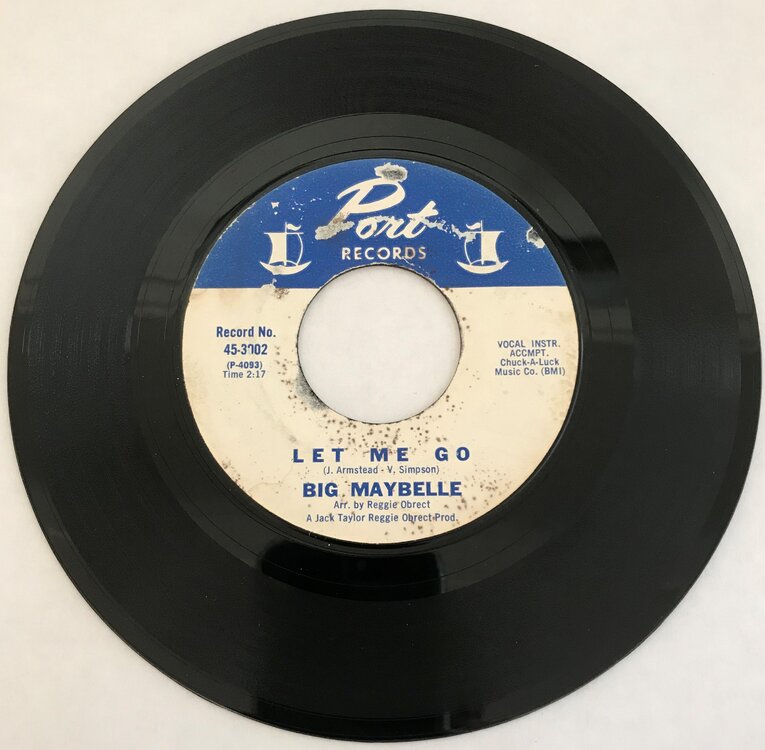 Port
RECORDS
Record No.
45-3002
(P-4093)
Time 2:17
VOCAL INSTR.
ACCMPT.
Chuck-A-Luck
Music Co. (BMI)
LET ME GO
(J. Armstead - V. Simpson)
BIG MAYBELLE
Arr. by Reggie Obrect
A Jack Taylor Reggie Obrect Prod.